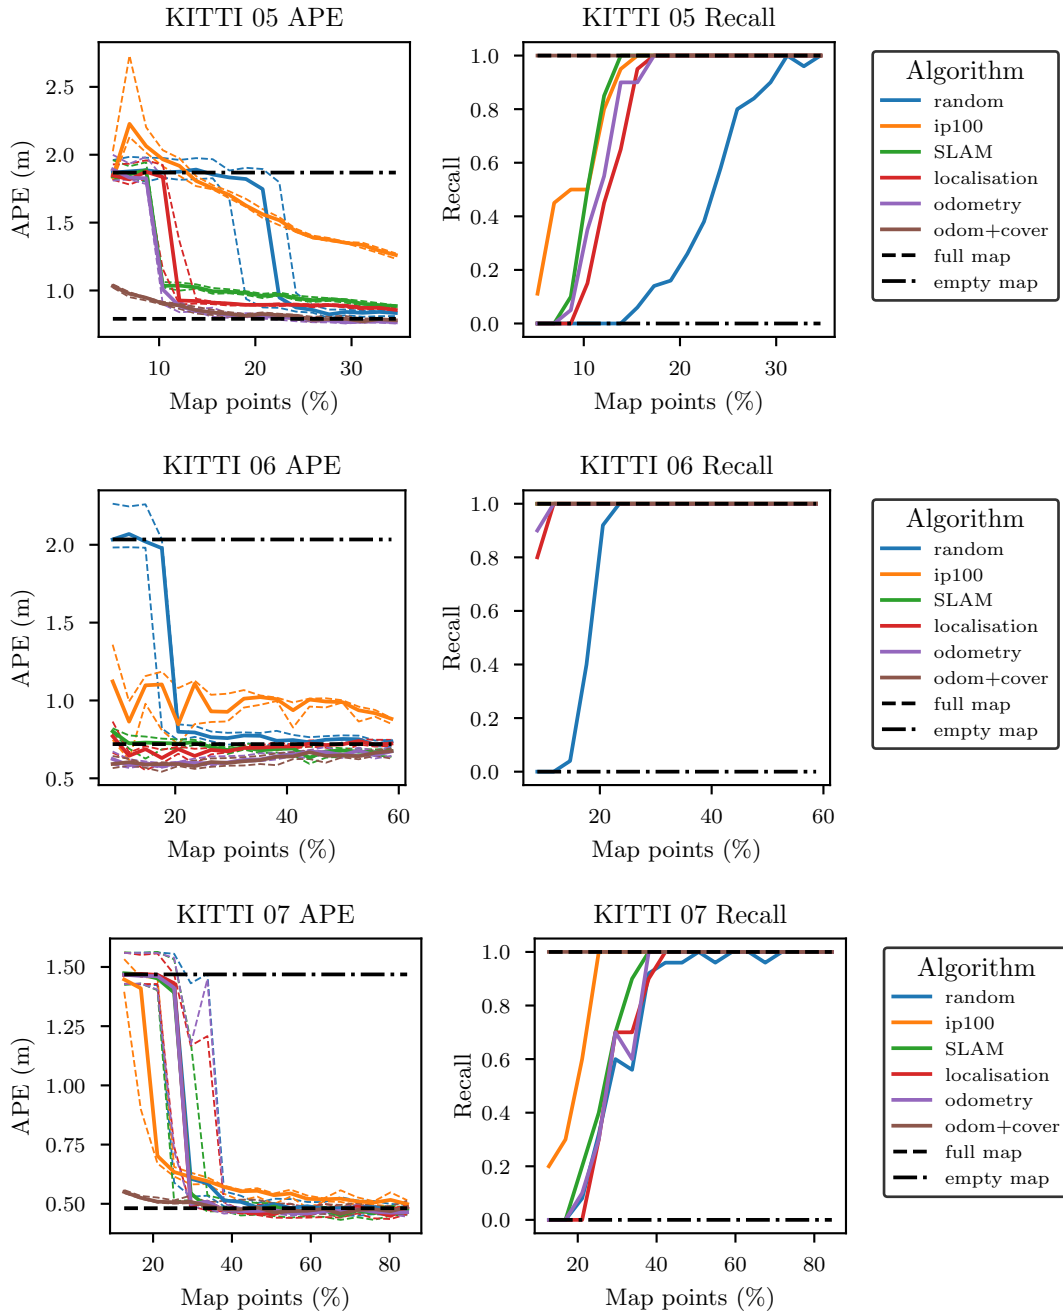 KITTI 05 APE
APE (m)
2.5
2.0
1.5
1.0
10
20
30
Map points (%)
KITTI 05 Recall
Recall
1.0
0.8
0.6
0.4
0.2
0.0
10
20
30
Map points (%)
Algorithm
random
ip100
SLAM
localisation
odometry
odom+cover
full map
empty map
KITTI 06 APE
APE (m)
2.0
1.5
1.0
0.5
20
40
60
Map points (%)
KITTI 06 Recall
Recall
1.0
0.8
0.6
0.4
0.2
0.0
20
40
60
Map points (%)
Algorithm
random
ip100
SLAM
localisation
odometry
odom+cover
full map
empty map
KITTI 07 APE
APE (m)
1.50
1.25
1.00
0.75
0.50
20
40
60
80
Map points (%)
KITTI 07 Recall
Recall
1.0
0.8
0.6
0.4
0.2
0.0
20
40
60
80
Map points (%)
Algorithm
random
ip100
SLAM
localisation
odometry
odom+cover
full map
empty map